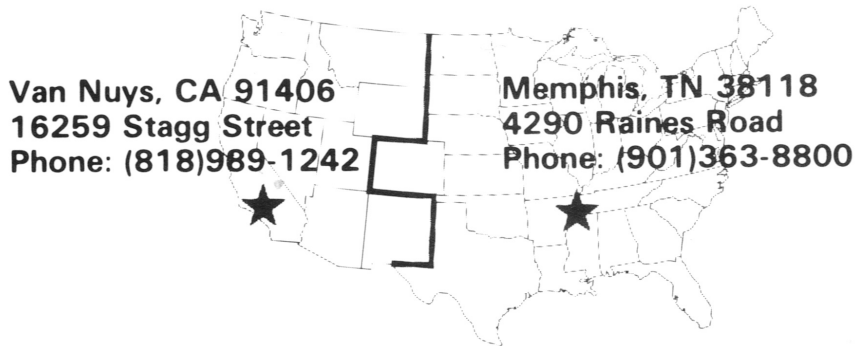 Van Nuys, CA 91406
16259 Stagg Street
Phone: (818)989-1242
Memphis, TN 38118
4290 Raines Road
Phone: (901)363-8800